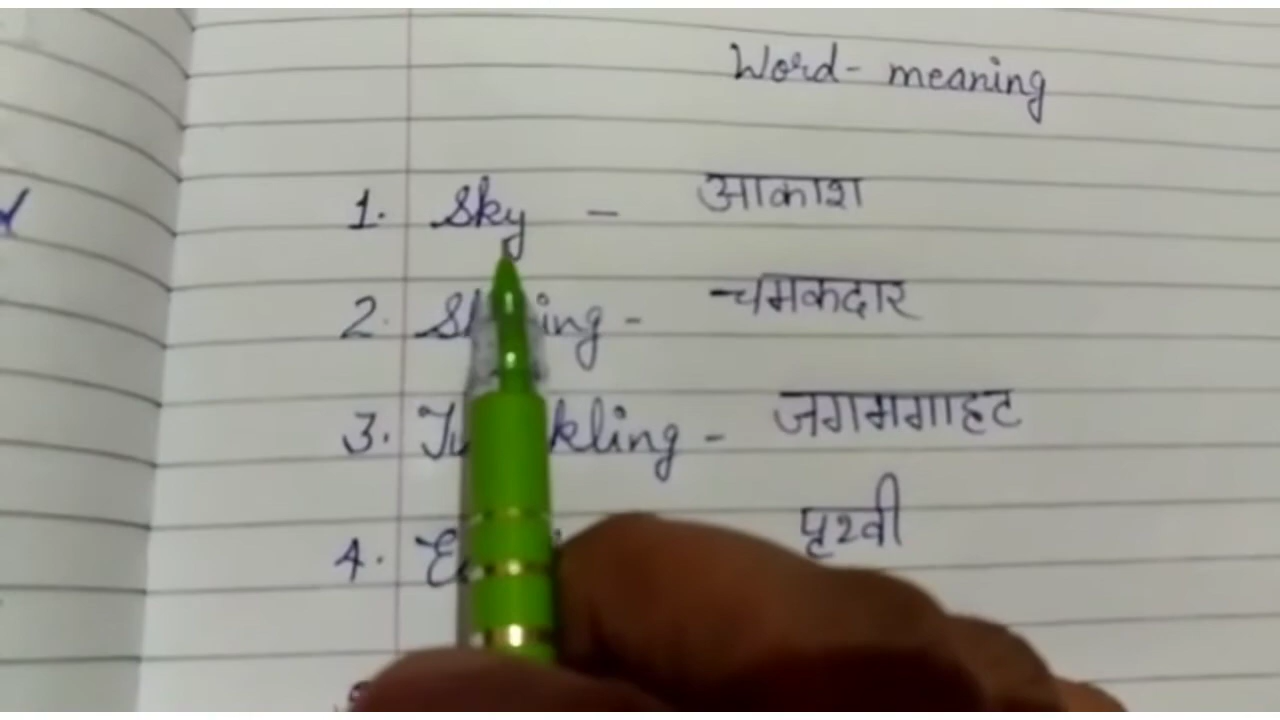 Word- meaning
1. Sky - आकाश
2. - चमकदार
3. - जगमगाहट
4. पृथ्वी